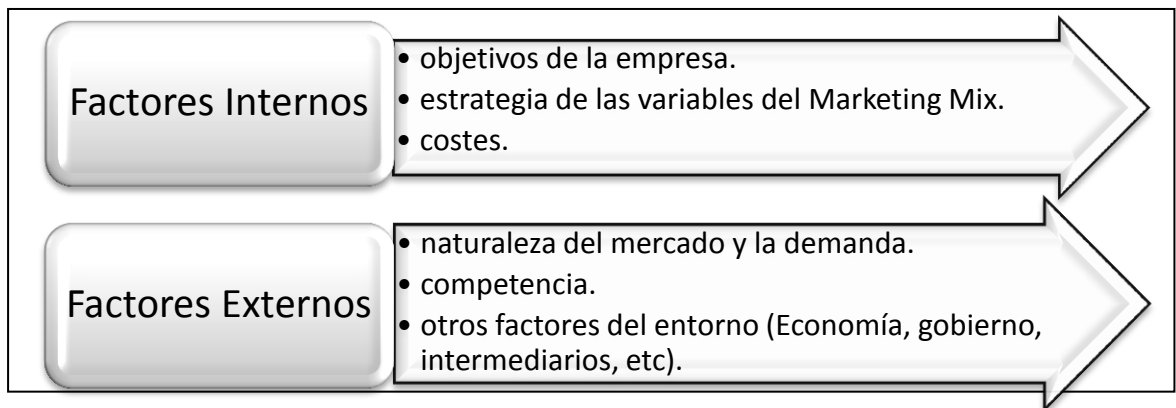 Factores Internos
• objetivos de la empresa.
• estrategia de las variables del Marketing Mix.
• costes.
Factores Externos
• naturaleza del mercado y la demanda.
• competencia.
• otros factores del entorno (Economía, gobierno,
intermediarios, etc).